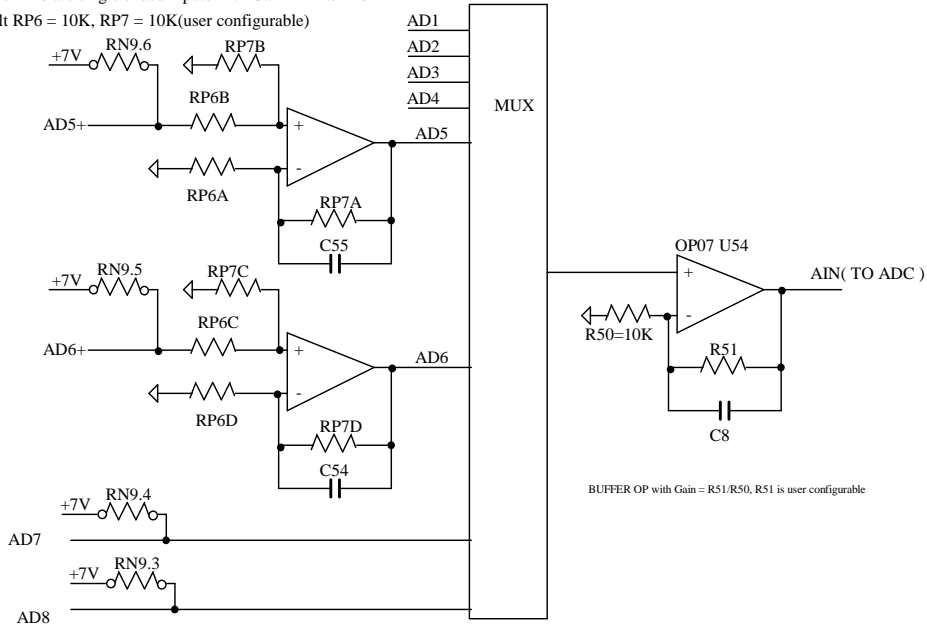 RP6 = 10K, RP7 = 10K(user configurable)
AD1
AD2
AD3
AD4
MUX
+7V
RN9.6
RP7B
RP6B
AD5+
+
-
AD5
RP6A
RP7A
C55
+7V
RN9.5
RP7C
RP6C
AD6+
+
-
AD6
RP6D
RP7D
C54
OP07 U54
+
-
AIN( TO ADC )
R50=10K
R51
C8
BUFFER OP with Gain = R51/R50, R51 is user configurable
+7V
RN9.4
AD7
+7V
RN9.3
AD8